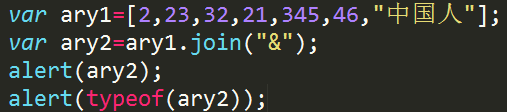 var ary1=[2,23,32,21,345,46,"中国人"];
var ary2=ary1.join("&");
alert(ary2);
alert(typeof(ary2));